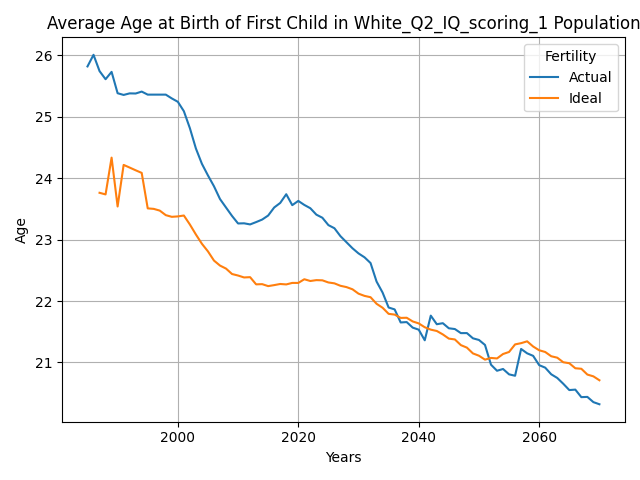 Average Age at Birth of First Child in White_Q2_IQ_scoring_1 Population
Fertility
Actual
Ideal
26
25
24
23
22
21
Age
2000
2020
2040
2060
Years